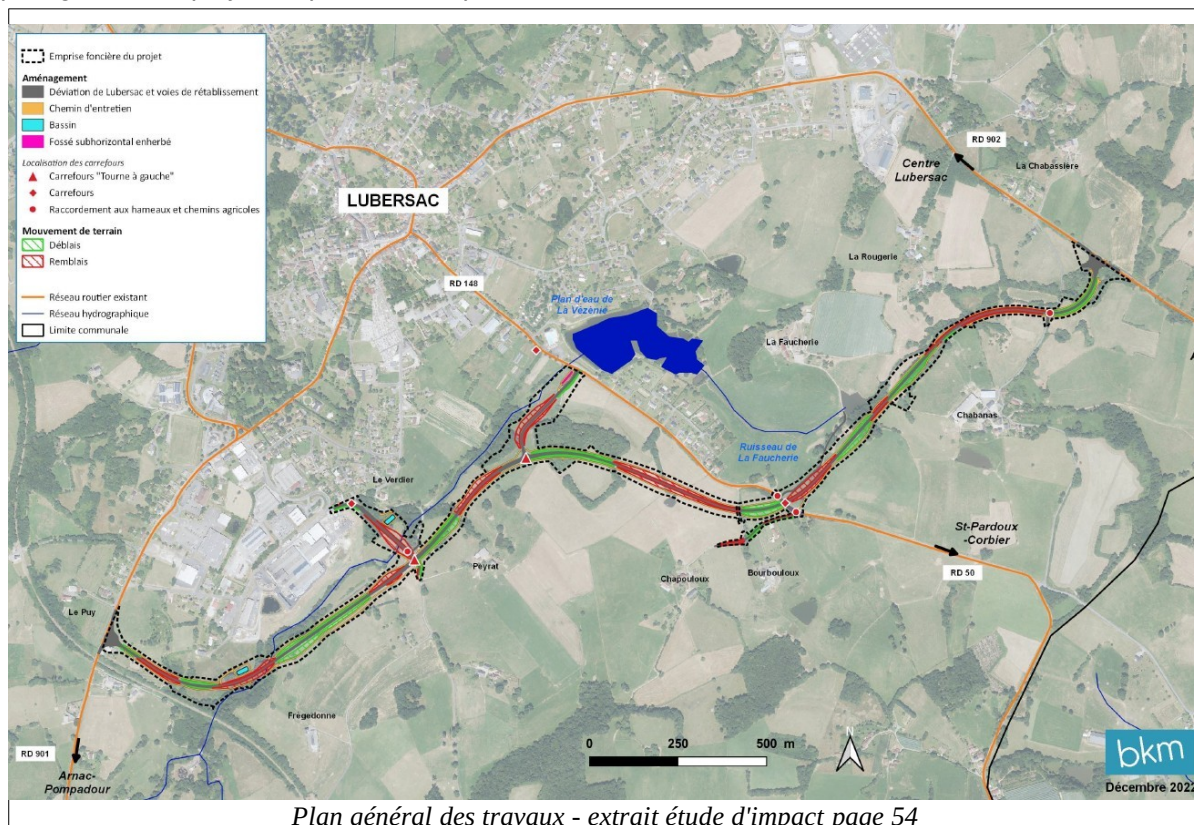 Emprise foncière du projet
Aménagement
Déviation de Lubersac et voies de rétablissement
Chemin d'entretien
Bassin
Fossé subhorizontal enherbé
Localisation des carrefours
Carrefours "Tourne à gauche"
Carrefours
Raccordement aux hameaux et chemins agricoles
Mouvement de terrain
Déblais
Remblais
Réseau routier existant
Réseau hydrographique
Limite communale
RD 902
Centre
Lubersac
La Chabassière
LUBERSAC
La Rougerie
RD 148
Plan d'eau de
La Vézénie
La Faucherie
Chabanas
Ruisseau de
La Faucherie
Le Verdier
St-Pardoux
-Corbier
Peyrat
Chapouloux
Bourbouloux
RD 50
Le Puy
Fregedonne
0 250 500 m
RD 901
Arnac-
Pompadour
bkm
Décembre 2022
Plan général des travaux - extrait étude d'impact page 54